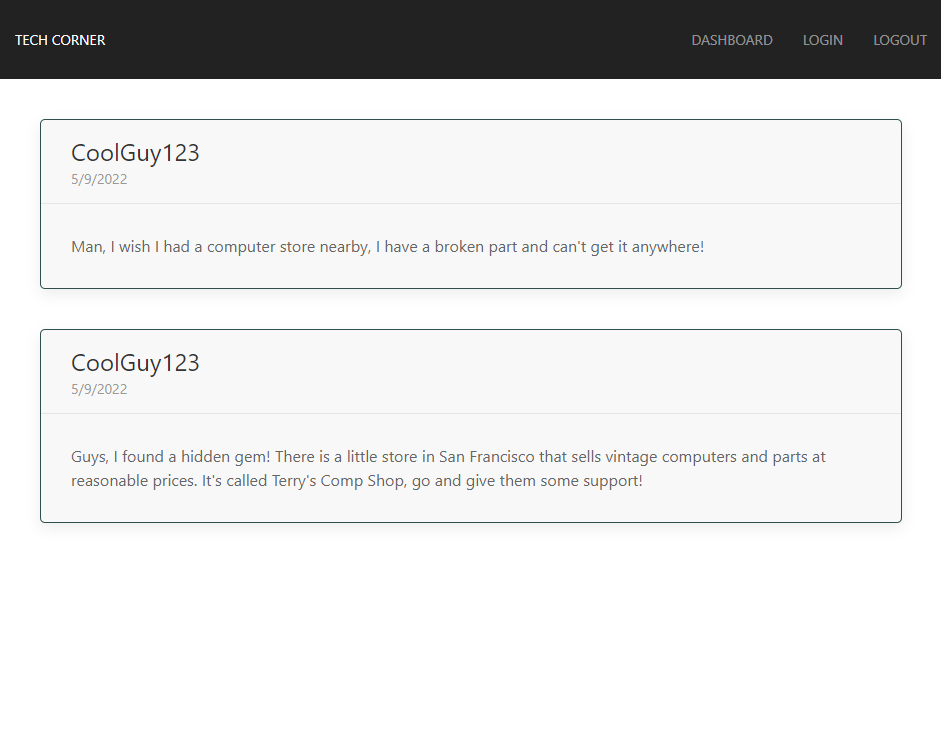 TECH CORNER
DASHBOARD
LOGIN
LOGOUT
CoolGuy123
5/9/2022
Man, I wish I had a computer store nearby, I have a broken part and can't get it anywhere!
CoolGuy123
5/9/2022
Guys, I found a hidden gem! There is a little store in San Francisco that sells vintage computers and parts at
reasonable prices. It's called Terry's Comp Shop, go and give them some support!